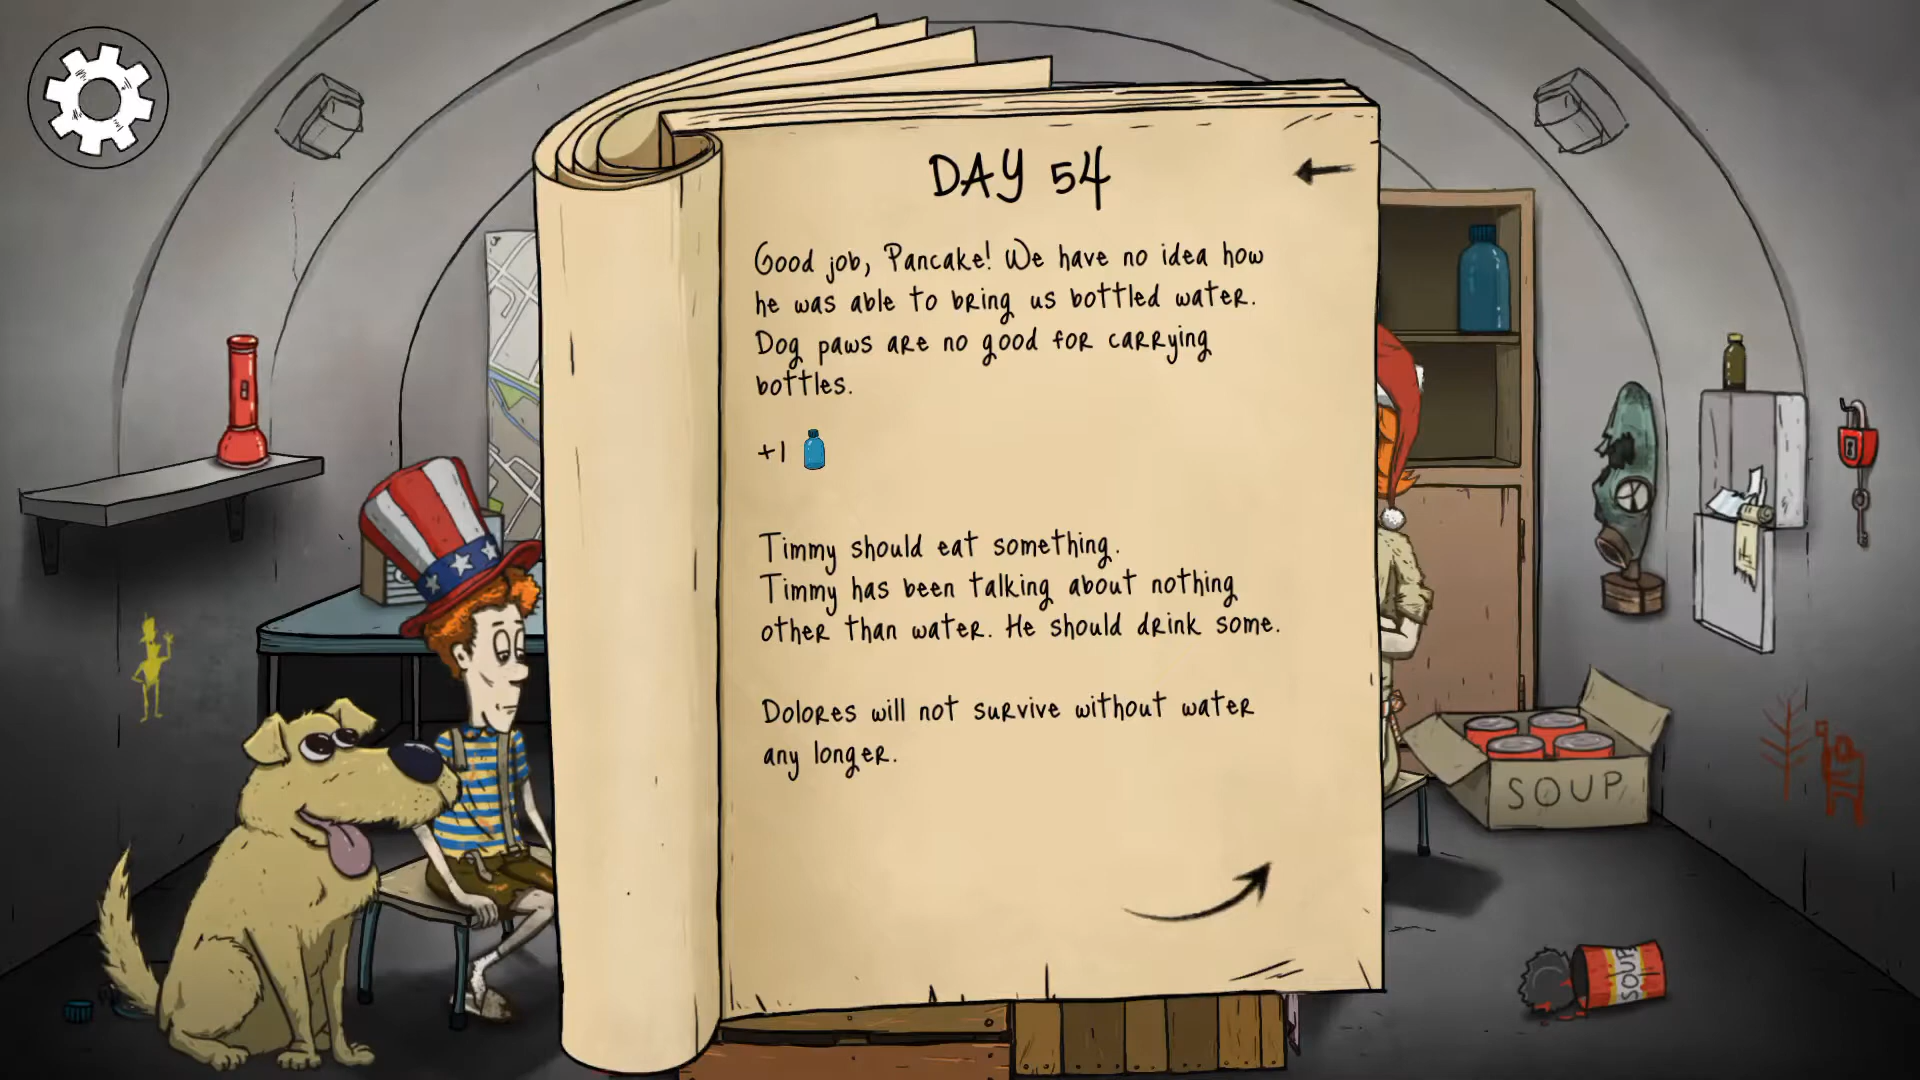 DAY 54
Good job, Pancake! We have no idea how
he was able to bring us bottled water.
Dog paws are no good for carrying
bottles.
+1
Timmy should eat something.
Timmy has been talking about nothing
other than water. He should drink some.
Dolores will not survive without water
any longer.
SOUP
SOUP